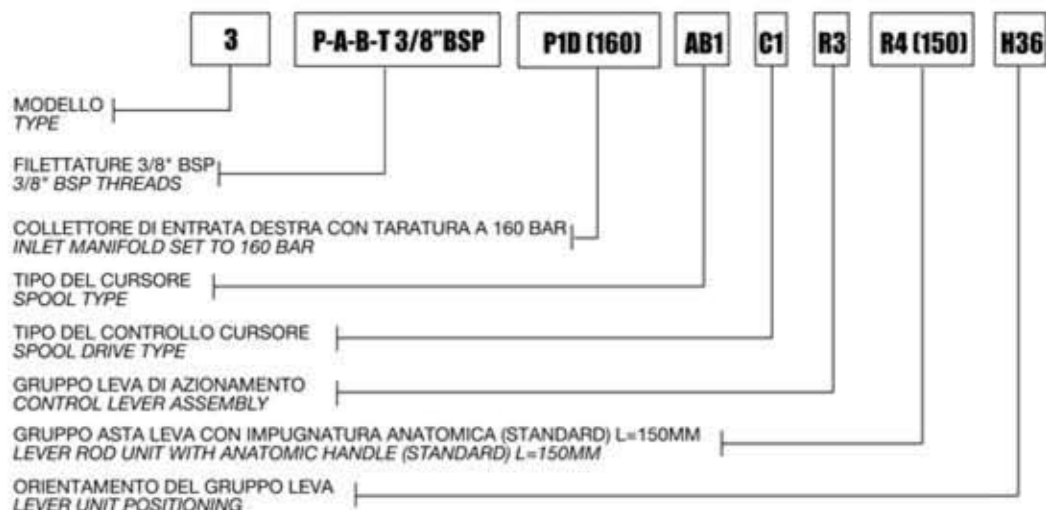 3 P-A-B-T 3/8"BSP P1D (160) AB1 C1 R3 R4 (150) H36
MODELLO
TYPE
FILETTATURE 3/8" BSP
3/8" BSP THREADS
COLLETTORE DI ENTRATA DESTRA CON TARATURA A 160 BAR
INLET MANIFOLD SET TO 160 BAR
TIPO DEL CURSORE
SPOOL TYPE
TIPO DEL CONTROLLO CURSORE
SPOOL DRIVE TYPE
GRUPPO LEVA DI AZIONAMENTO
CONTROL LEVER ASSEMBLY
GRUPPO ASTA LEVA CON IMPUGNATURA ANATOMICA (STANDARD) L=150MM
LEVER ROD UNIT WITH ANATOMIC HANDLE (STANDARD) L=150MM
ORIENTAMENTO DEL GRUPPO LEVA
LEVER UNIT POSITIONING